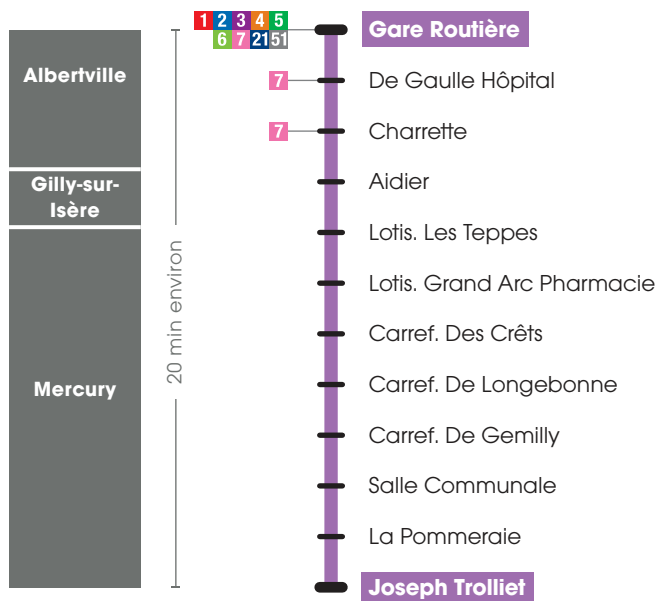 1 2 3 4 5
6 7 21 51
Gare Routière
Albertville
7
De Gaulle Hôpital
7
Charrette
Gilly-sur-
Isère
Aidier
Lotis. Les Teppes
20 min environ
Lotis. Grand Arc Pharmacie
Carref. Des Crêts
Mercury
Carref. De Longebonne
Carref. De Gemilly
Salle Communale
La Pommeraie
Joseph Trolliet